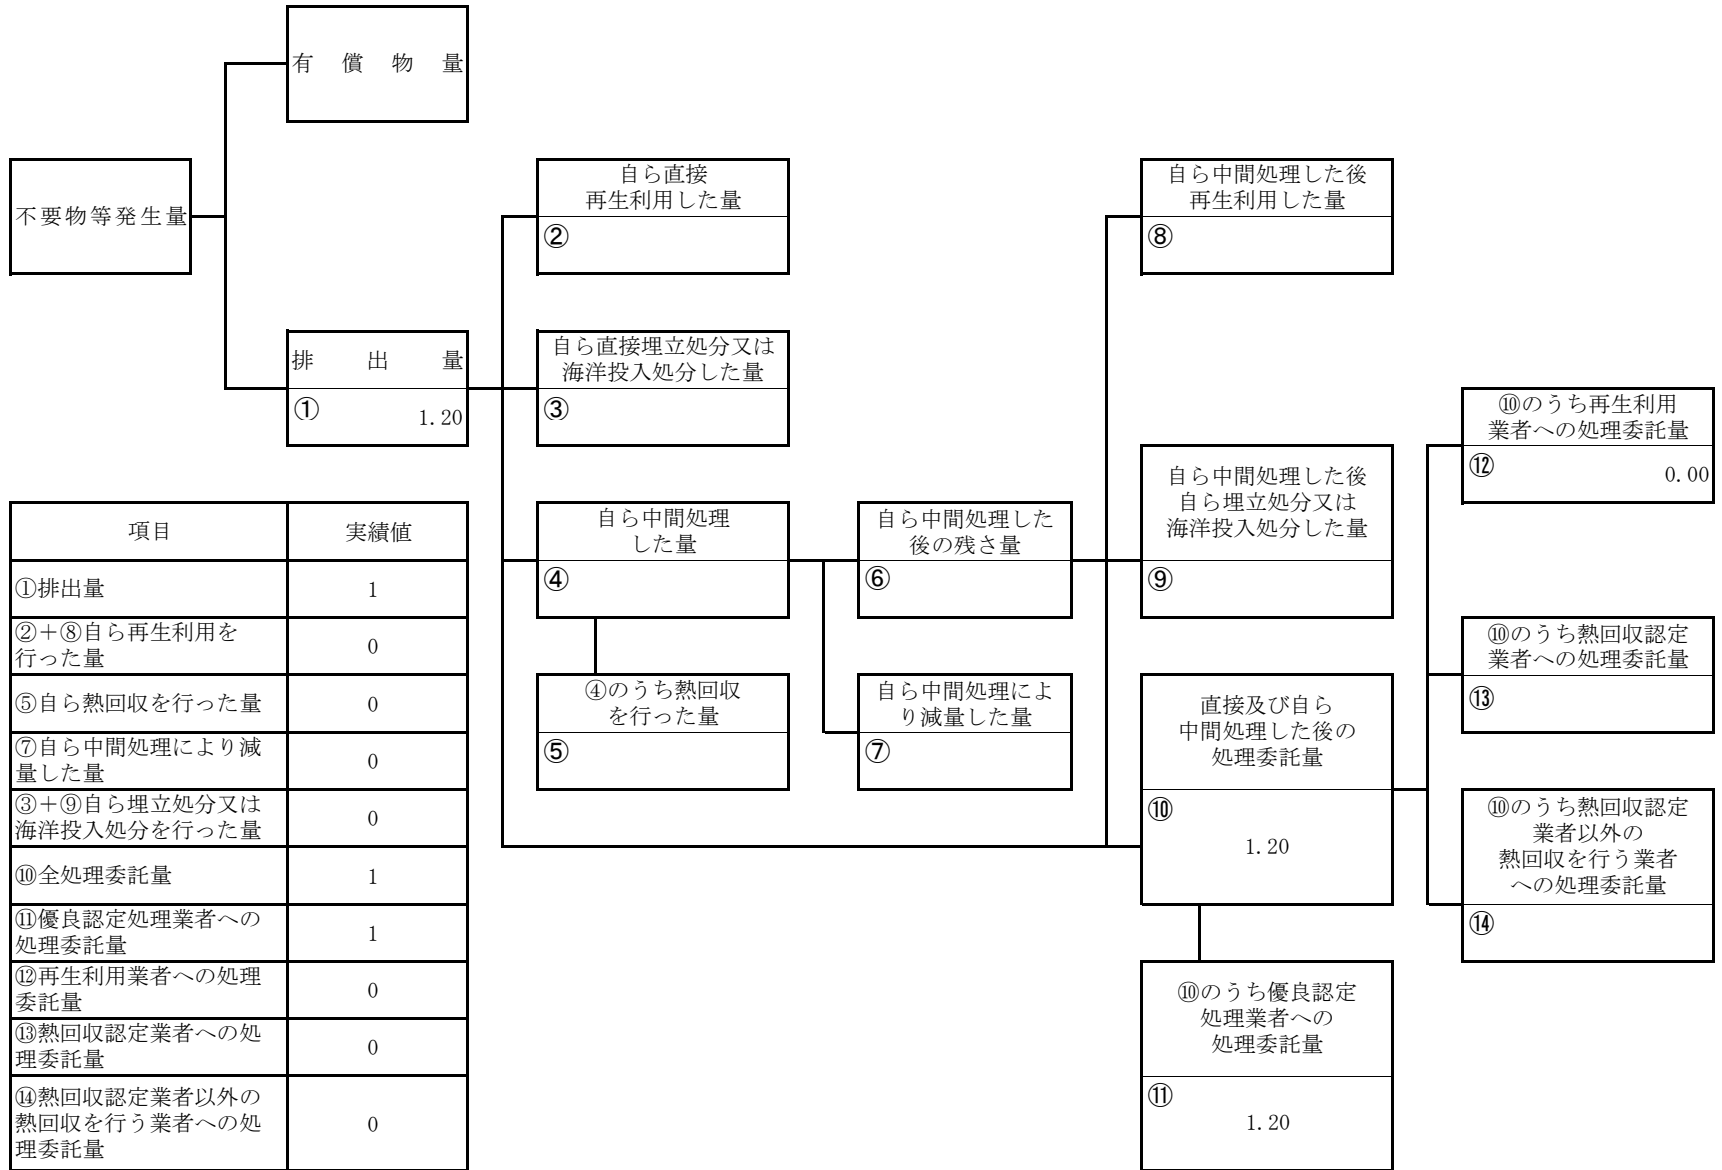 有償物量
不要物等発生量
排出量
①
1.20
自ら直接
再生利用した量
②
自ら直接埋立処分又は
海洋投入処分した量
③
自ら中間処理
した量
④
④のうち熱回収
を行った量
⑤
自ら中間処理した
後の残さ量
⑥
自ら中間処理によ
り減量した量
⑦
自ら中間処理した後
再生利用した量
⑧
自ら中間処理した後
自ら埋立処分又は
海洋投入処分した量
⑨
直接及び自ら
中間処理した後の
処理委託量
⑩
1.20
⑩のうち優良認定
処理業者への
処理委託量
⑪
1.20
⑩のうち再生利用
業者への処理委託量
⑫
0.00
⑩のうち熱回収認定
業者への処理委託量
⑬
⑩のうち熱回収認定
業者以外の
熱回収を行う業者
への処理委託量
⑭
項目 実績値
①排出量 1
②＋⑧自ら再生利用を
行った量 0
⑤自ら熱回収を行った量 0
⑦自ら中間処理により減
量した量 0
③＋⑨自ら埋立処分又は
海洋投入処分を行った量 0
⑩全処理委託量 1
⑪優良認定処理業者への
処理委託量 1
⑫再生利用業者への処理
委託量 0
⑬熱回収認定業者への処
理委託量 0
⑭熱回収認定業者以外の
熱回収を行う業者への処
理委託量 0